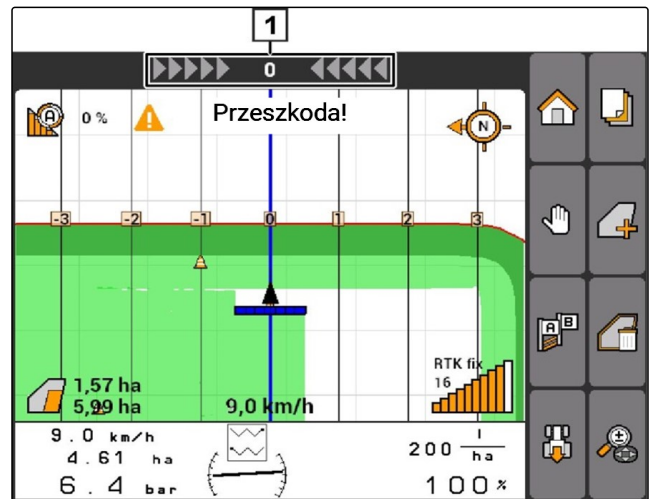 1
0
Przeszkoda!
A
0 %
N
-3 -2 -1 0 1 2 3
A B
RTK fix
16
1,57 ha
5,99 ha
9,0 km/h
9.0 km/h
4.61 ha
6.4 bar
200 l/ha
100%